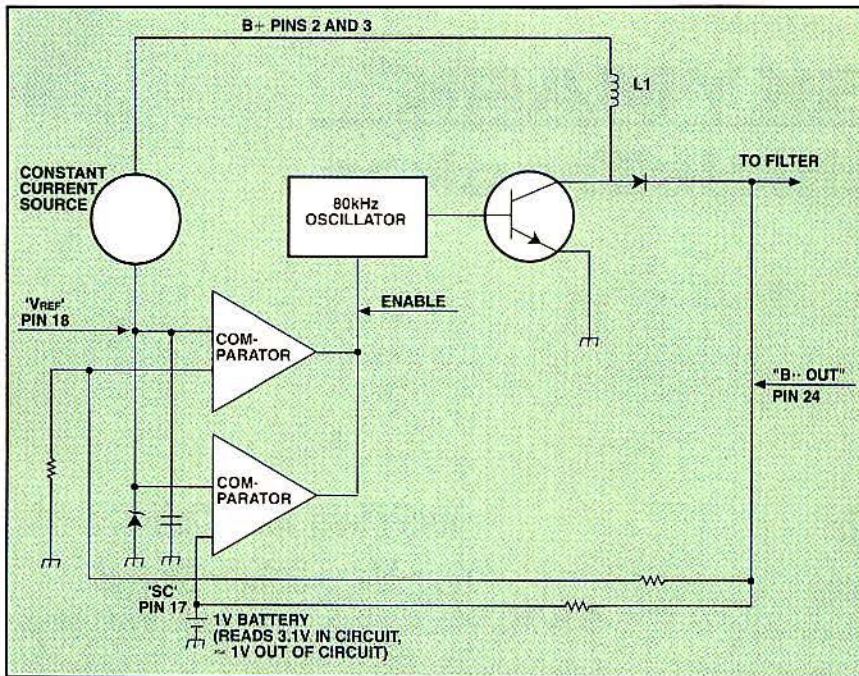 B+ PINS 2 AND 3
L1
CONSTANT
CURRENT
SOURCE
TO FILTER
80kHz
OSCILLATOR
'VREF'
PIN 18
ENABLE
COM-
PARATOR
"B·· OUT"
PIN 24
COM-
PARATOR
'SC'
PIN 17
1V BATTERY
(READS 3.1V IN CIRCUIT,
≈ 1V OUT OF CIRCUIT)